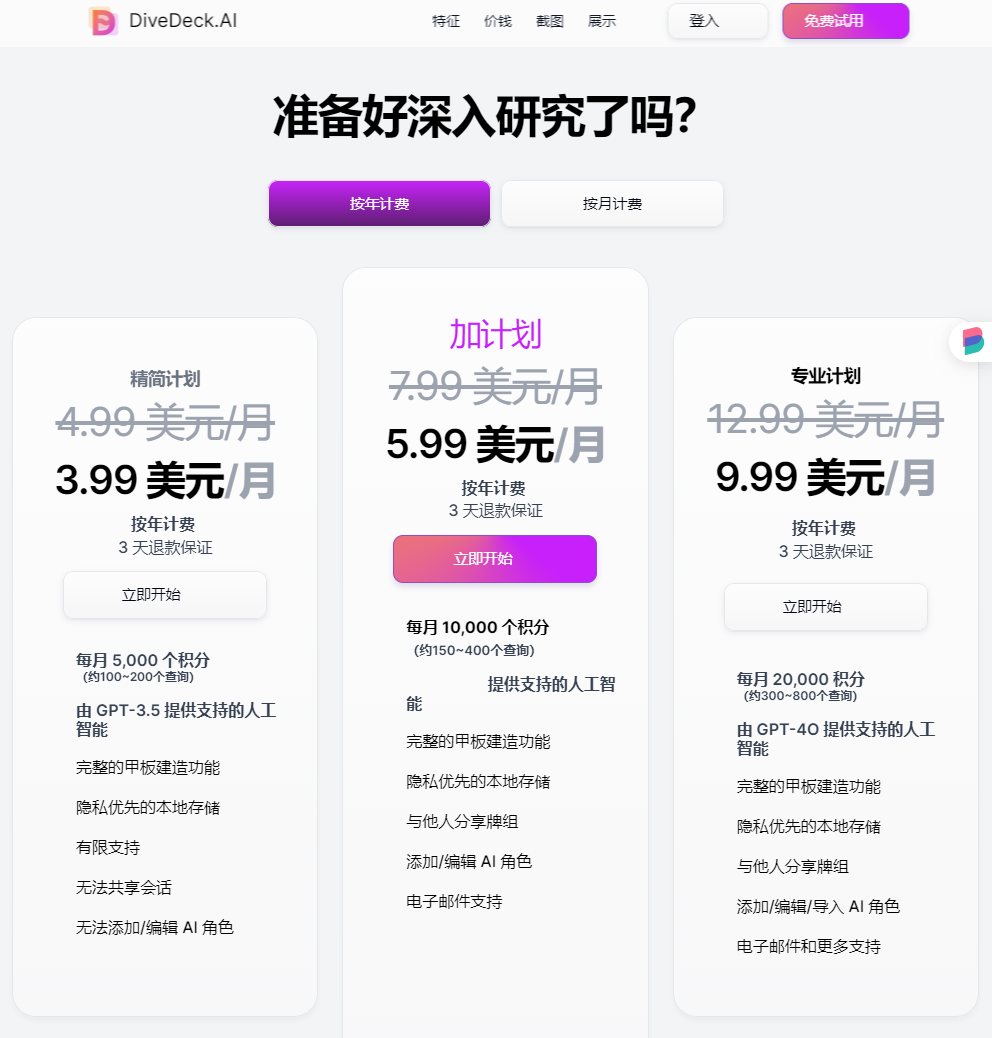 DiveDeck.AI
特征
价钱
截图
展示
登入
免费试用
准备好深入研究了吗?
按年计费
按月计费
精简计划
4.99 美元/月
3.99 美元/月
按年计费
3 天退款保证
立即开始
每月 5,000 个积分
(约100~200个查询)
由 GPT-3.5 提供支持的人工
智能
完整的甲板建造功能
隐私优先的本地存储
有限支持
无法共享会话
无法添加/编辑 AI 角色
加计划
7.99 美元/月
5.99 美元/月
按年计费
3 天退款保证
立即开始
每月 10,000 个积分
(约150~400个查询)
提供支持的人工智
能
完整的甲板建造功能
隐私优先的本地存储
与他人分享牌组
添加/编辑 AI 角色
电子邮件支持
专业计划
12.99 美元/月
9.99 美元/月
按年计费
3 天退款保证
立即开始
每月 20,000 积分
(约300~800个查询)
由 GPT-4O 提供支持的人工
智能
完整的甲板建造功能
隐私优先的本地存储
与他人分享牌组
添加/编辑/导入 AI 角色
电子邮件和更多支持